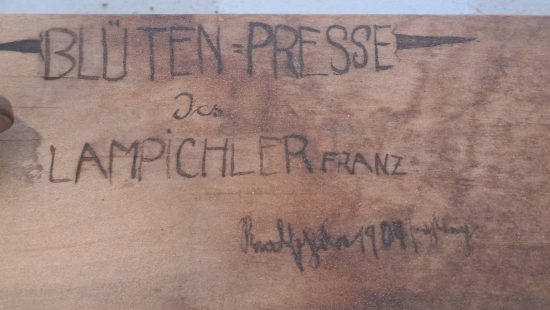 BLÜTEN=PRESSE
des
LAMPICHLER FRANZ